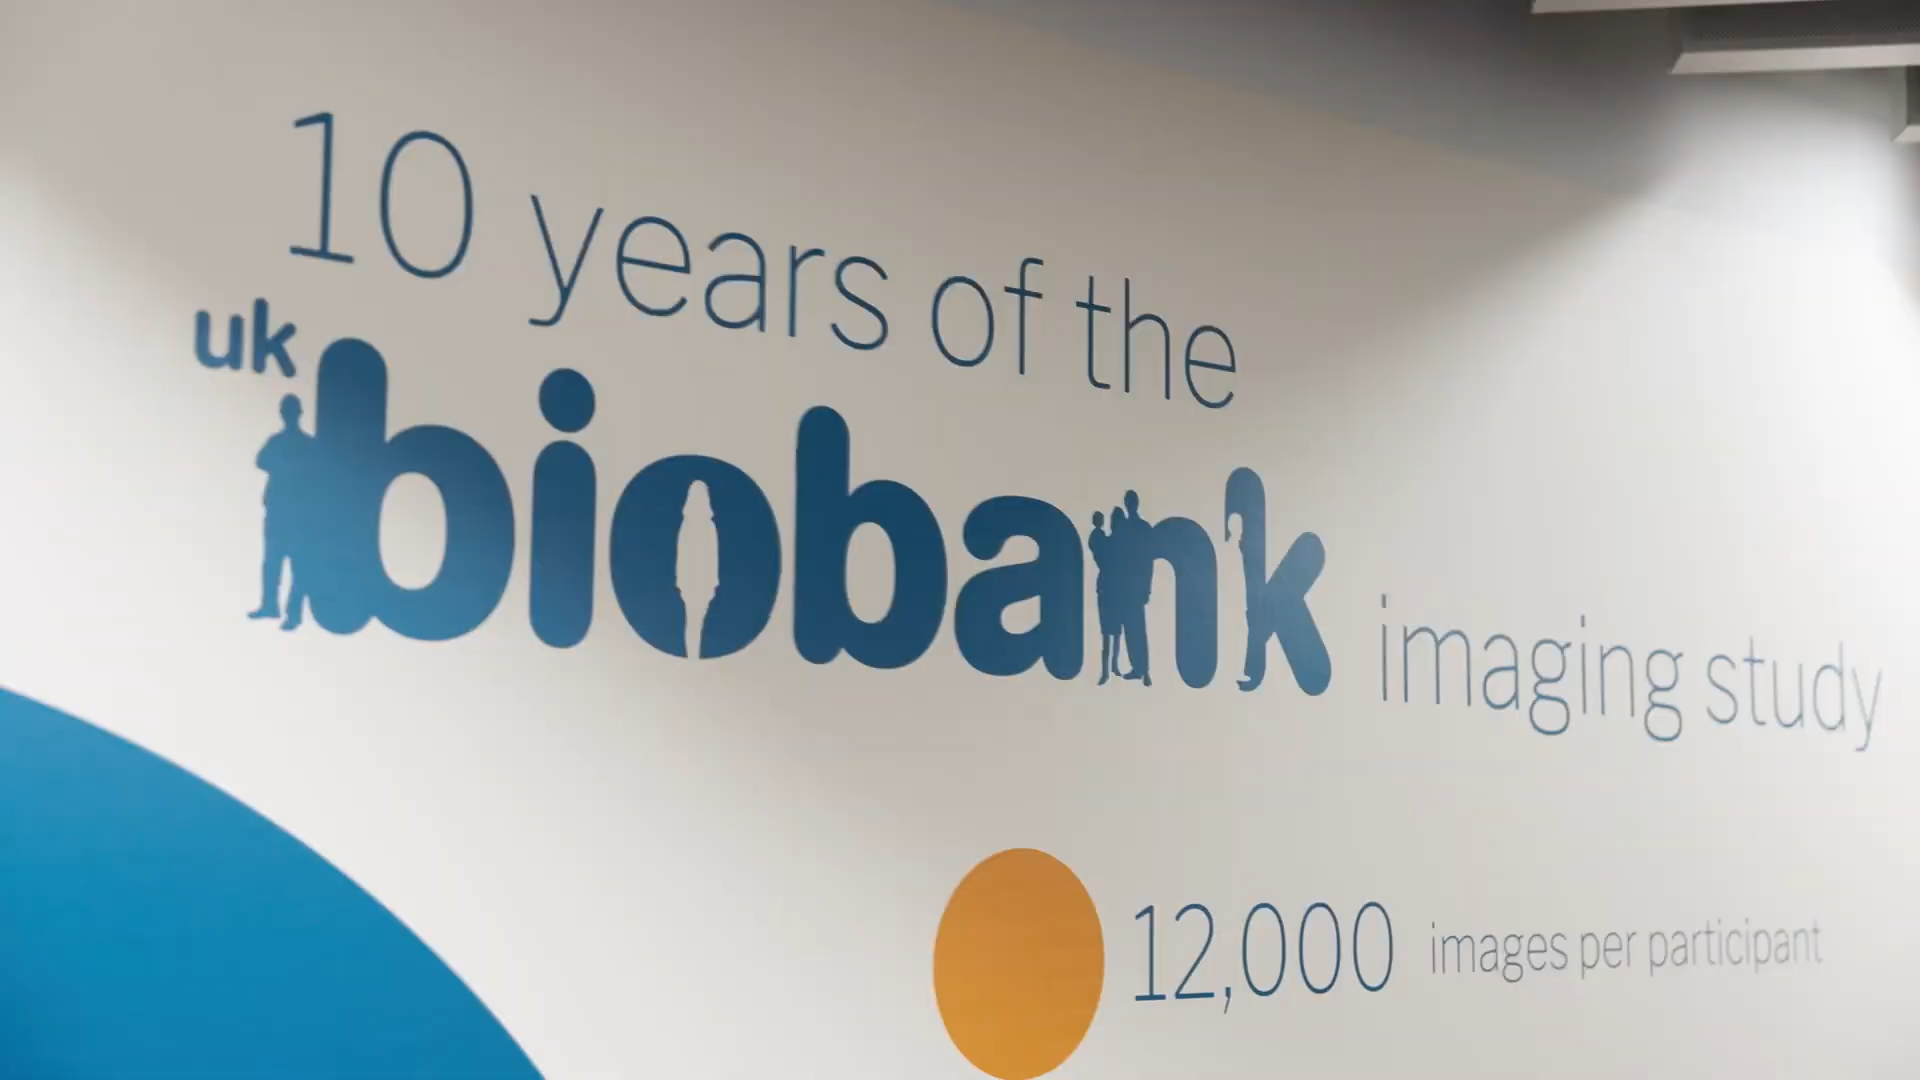 10 years of the
uk
biobank imaging study
12,000 images per participant